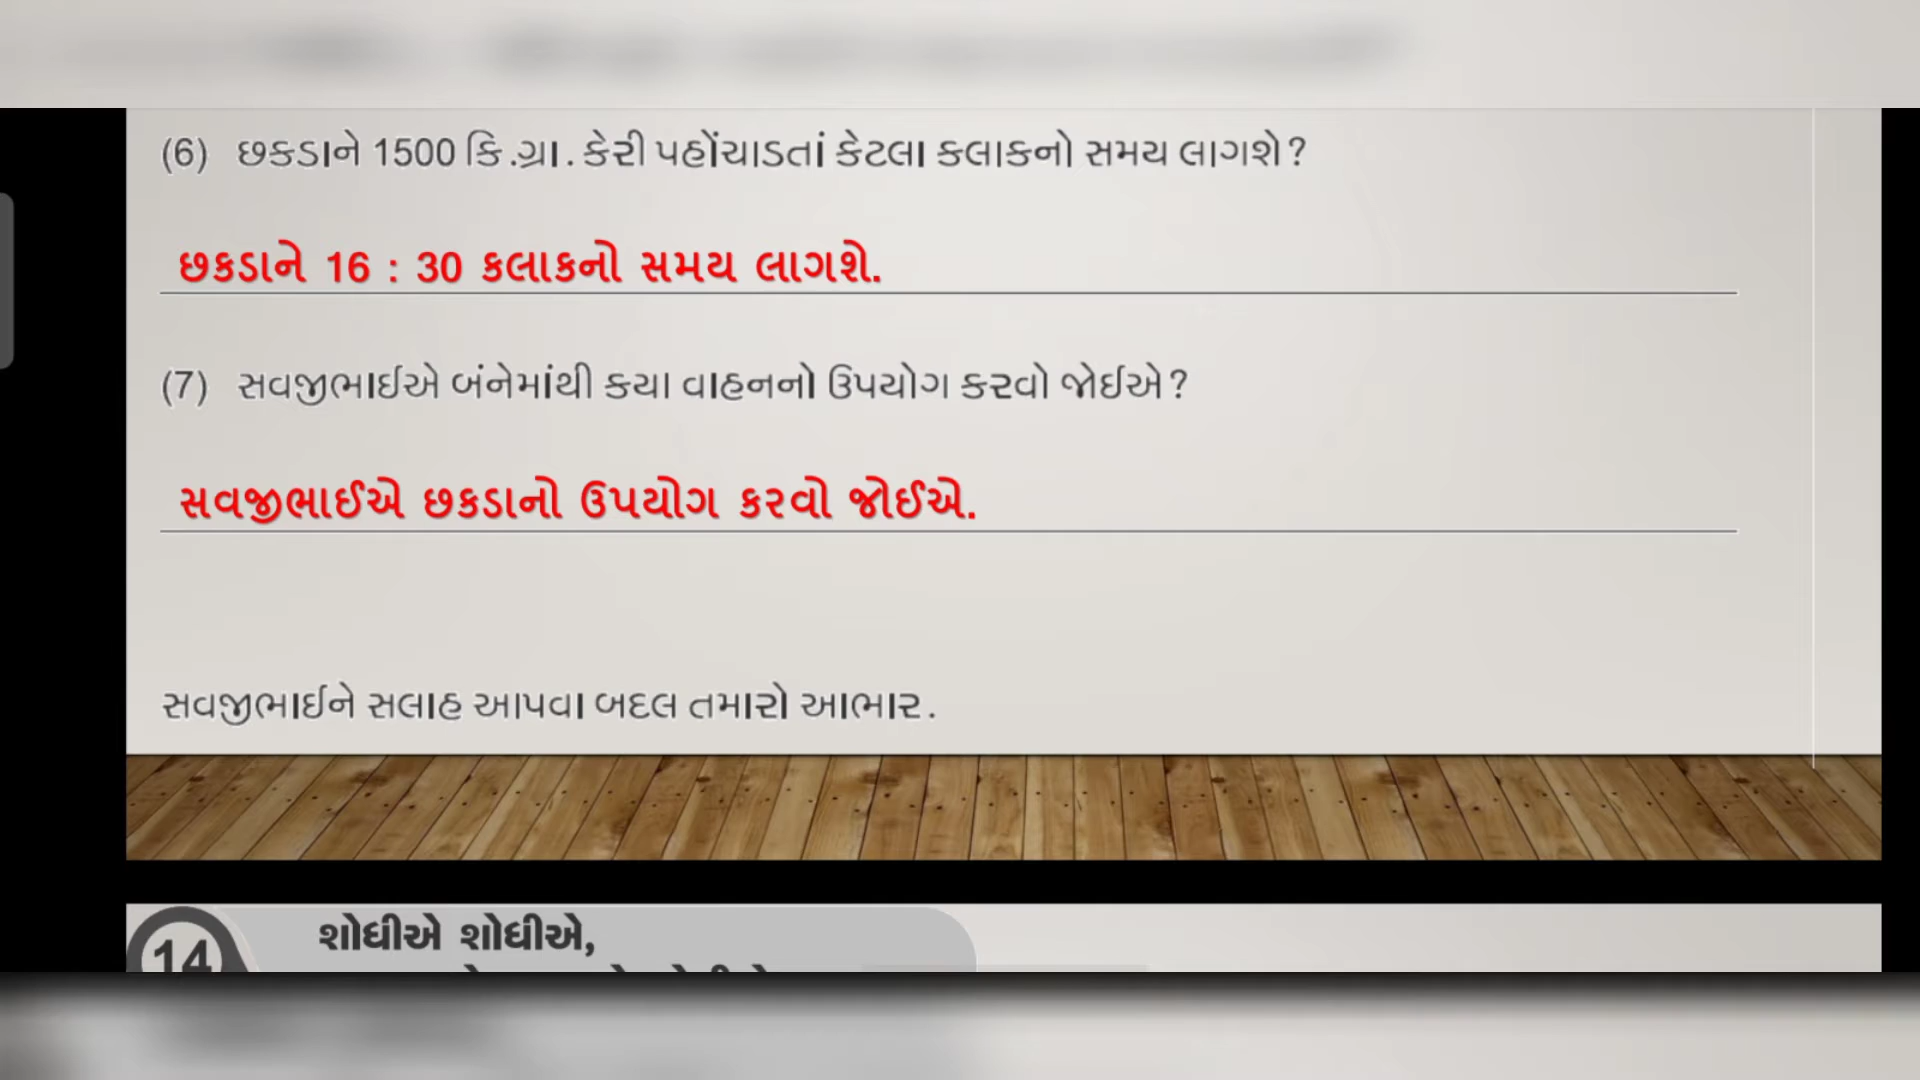 (6) છકડાને 1500 કિ.ગ્રા. કેરી પહોંચાડતાં કેટલા કલાકનો સમય લાગશે?
છકડાને 16 : 30 કલાકનો સમય લાગશે.
(7) સવજીભાઈએ બંનેમાંથી કયા વાહનનો ઉપયોગ કરવો જોઈએ?
સવજીભાઈએ છકડાનો ઉપયોગ કરવો જોઈએ.
સવજીભાઈને સલાહ આપવા બદલ તમારો આભાર.
14
શોધીએ શોધીએ,